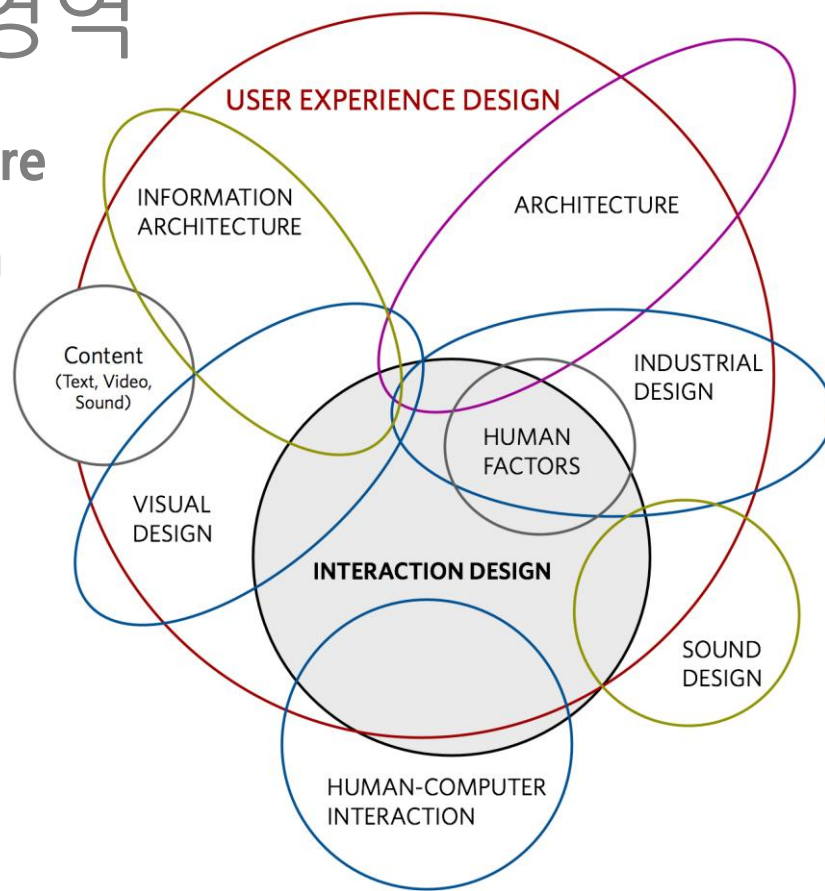 USER EXPERIENCE DESIGN
INFORMATION
ARCHITECTURE
ARCHITECTURE
Content
(Text, Video,
Sound)
INDUSTRIAL
DESIGN
HUMAN
FACTORS
VISUAL
DESIGN
INTERACTION DESIGN
SOUND
DESIGN
HUMAN-COMPUTER
INTERACTION